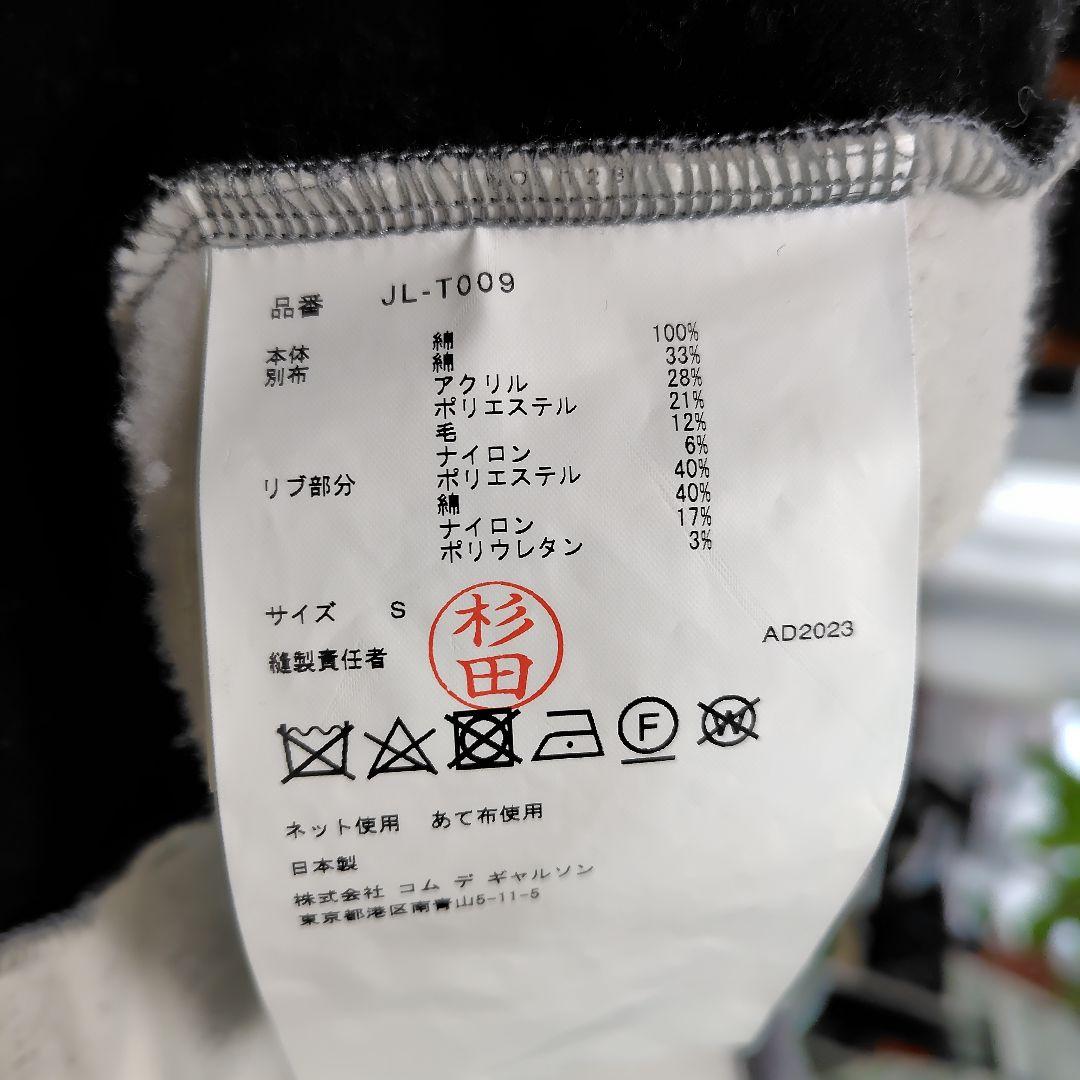 品番 JL-T009
本体 綿 100%
別布 綿 33%
アクリル 28%
ポリエステル 21%
毛 12%
ナイロン 6%
リブ部分 ポリエステル 40%
綿 40%
ナイロン 17%
ポリウレタン 3%
サイズ S
縫製責任者 杉田
AD2023
F
W
ネット使用 あて布使用
日本製
株式会社 コム デ ギャルソン
東京都港区南青山5-11-5